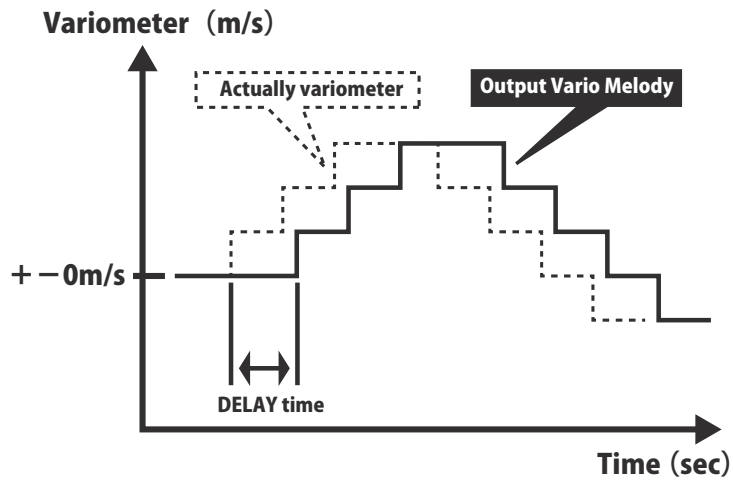 Variometer（m/s）
Actually variometer
Output Vario Melody
＋－0m/s
DELAY time
Time（sec）